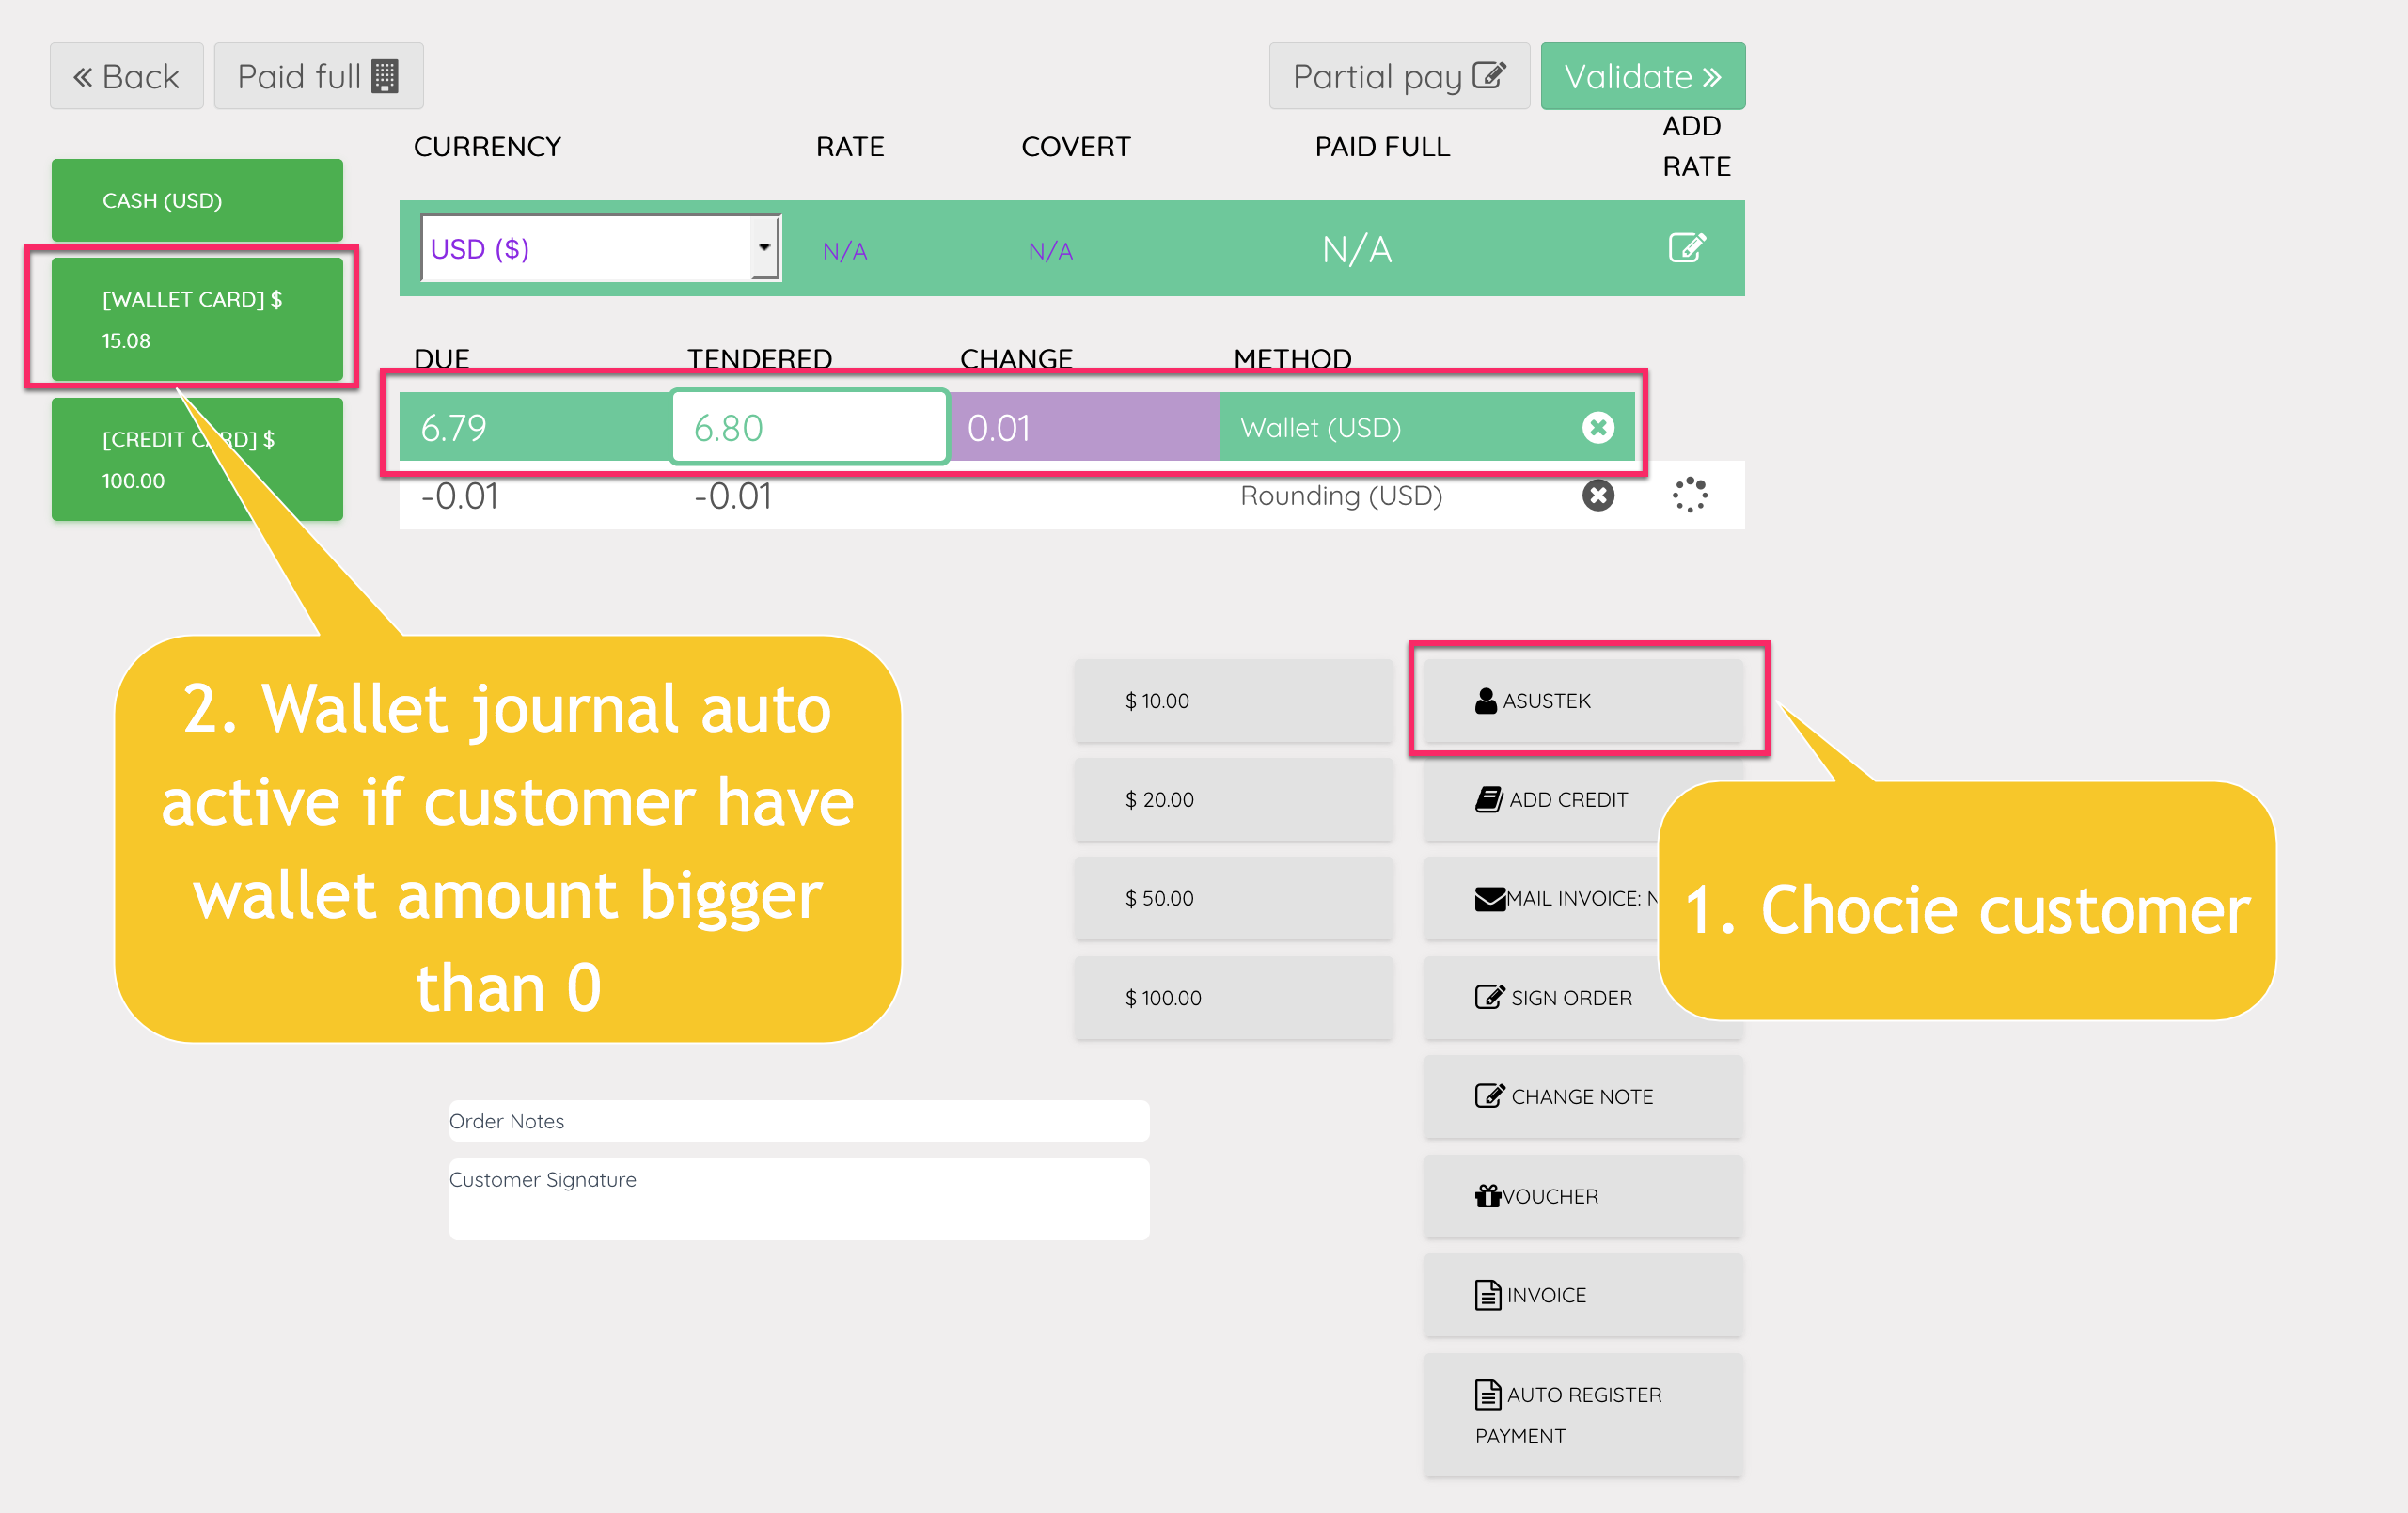 Back
Paid full
Partial pay
Validate
CURRENCY
RATE
COVERT
PAID FULL
ADD
RATE
CASH (USD)
USD ($)
N/A
N/A
N/A
[WALLET CARD] $
15.08
DUE
TENDERED
CHANGE
METHOD
6.79
6.80
0.01
Wallet (USD)
[CREDIT CARD] $
100.00
-0.01
-0.01
Rounding (USD)
2. Wallet journal auto
active if customer have
wallet amount bigger
than 0
$ 10.00
ASUSTEK
$ 20.00
ADD CREDIT
$ 50.00
MAIL INVOICE:
1. Chocie customer
$ 100.00
SIGN ORDER
CHANGE NOTE
Order Notes
Customer Signature
VOUCHER
INVOICE
AUTO REGISTER
PAYMENT